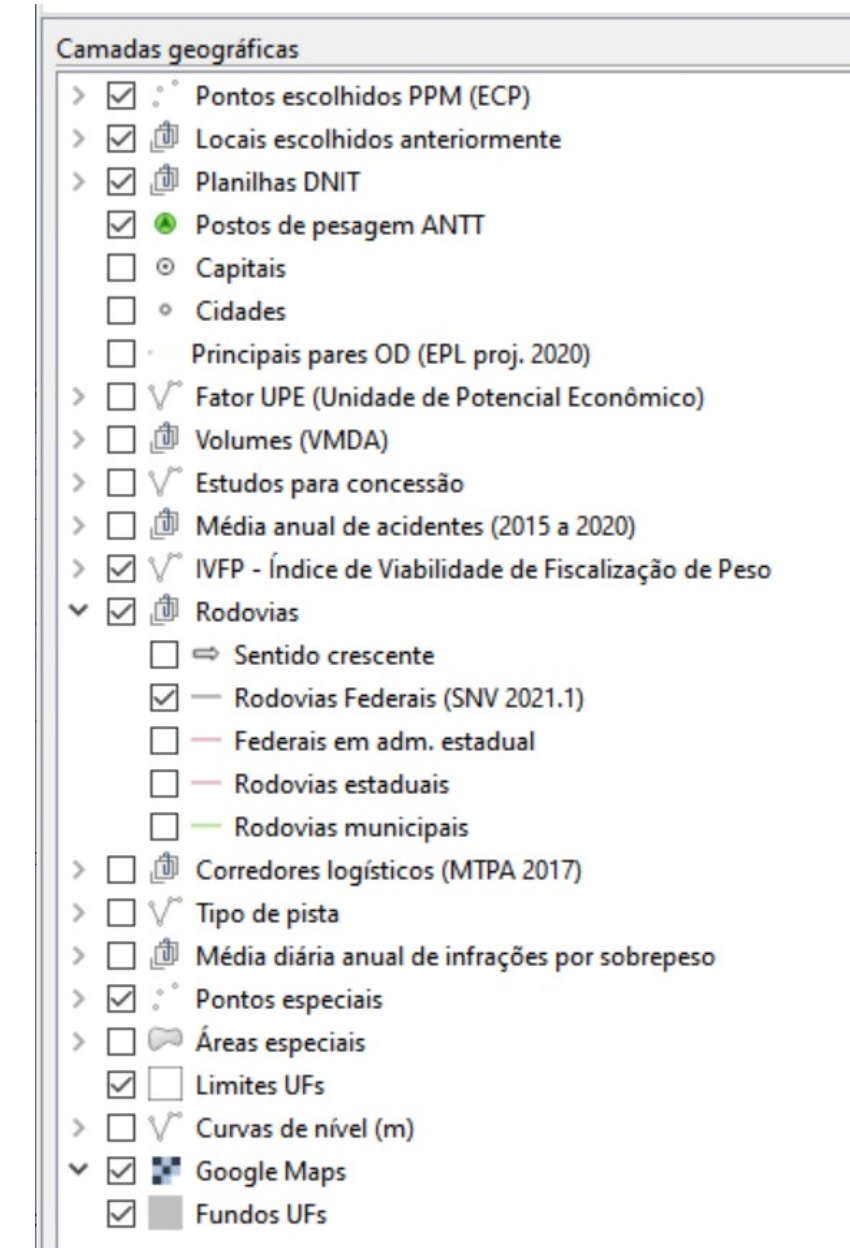 Camadas geográficas
Pontos escolhidos PPM (ECP)
Locais escolhidos anteriormente
Planilhas DNIT
Postos de pesagem ANTT
Capitais
Cidades
Principais pares OD (EPL proj. 2020)
Fator UPE (Unidade de Potencial Econômico)
Volumes (VMDA)
Estudos para concessão
Média anual de acidentes (2015 a 2020)
IVFP - Índice de Viabilidade de Fiscalização de Peso
Rodovias
Sentido crescente
Rodovias Federais (SNV 2021.1)
Federais em adm. estadual
Rodovias estaduais
Rodovias municipais
Corredores logísticos (MTPA 2017)
Tipo de pista
Média diária anual de infrações por sobrepeso
Pontos especiais
Áreas especiais
Limites UFs
Curvas de nível (m)
Google Maps
Fundos UFs